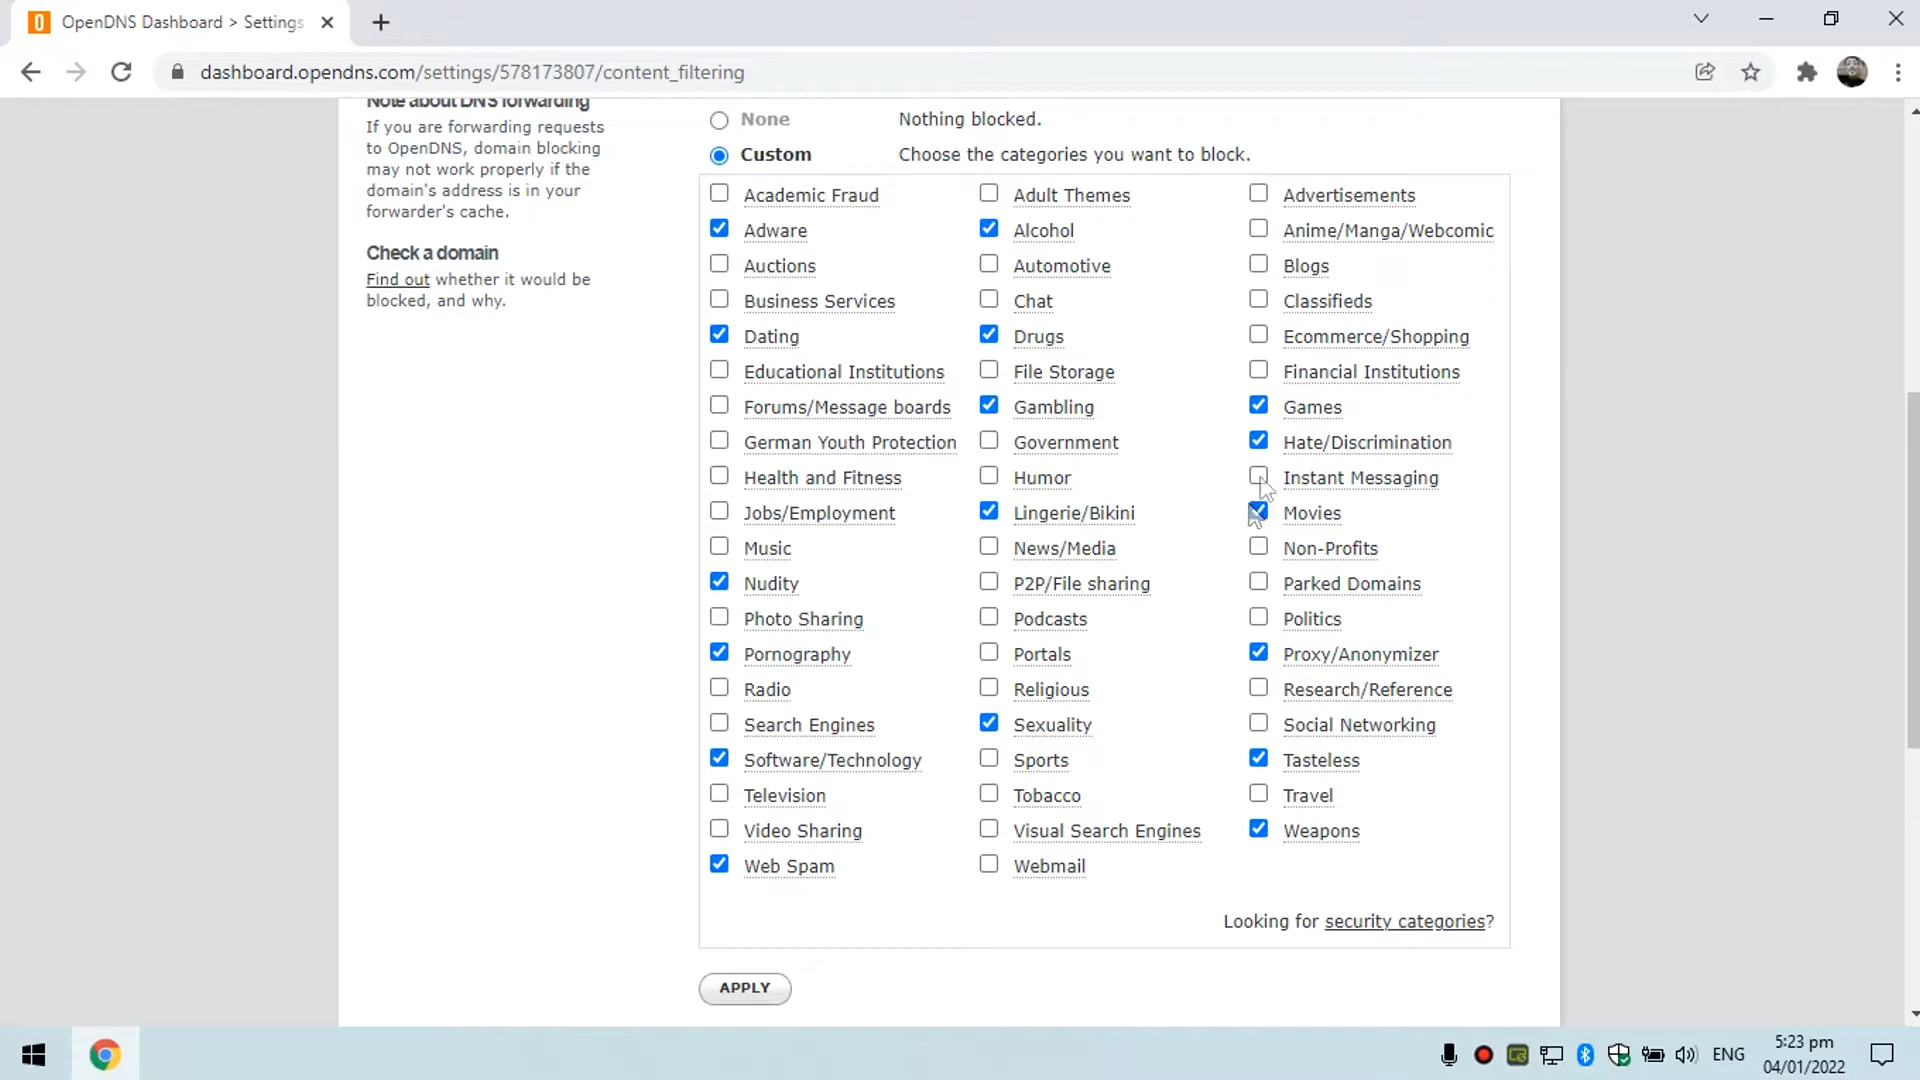 OpenDNS Dashboard > Settings
dashboard.opendns.com/settings/578173807/content_filtering
Note about DNS forwarding
If you are forwarding requests
to OpenDNS, domain blocking
may not work properly if the
domain's address is in your
forwarder's cache.
Check a domain
Find out whether it would be
blocked, and why.
None Nothing blocked.
Custom Choose the categories you want to block.
Academic Fraud Adult Themes Advertisements
Adware Alcohol Anime/Manga/Webcomic
Auctions Automotive Blogs
Business Services Chat Classifieds
Dating Drugs Ecommerce/Shopping
Educational Institutions File Storage Financial Institutions
Forums/Message boards Gambling Games
German Youth Protection Government Hate/Discrimination
Health and Fitness Humor Instant Messaging
Jobs/Employment Lingerie/Bikini Movies
Music News/Media Non-Profits
Nudity P2P/File sharing Parked Domains
Photo Sharing Podcasts Politics
Pornography Portals Proxy/Anonymizer
Radio Religious Research/Reference
Search Engines Sexuality Social Networking
Software/Technology Sports Tasteless
Television Tobacco Travel
Video Sharing Visual Search Engines Weapons
Web Spam Webmail
Looking for security categories?
APPLY
ENG
5:23 pm
04/01/2022